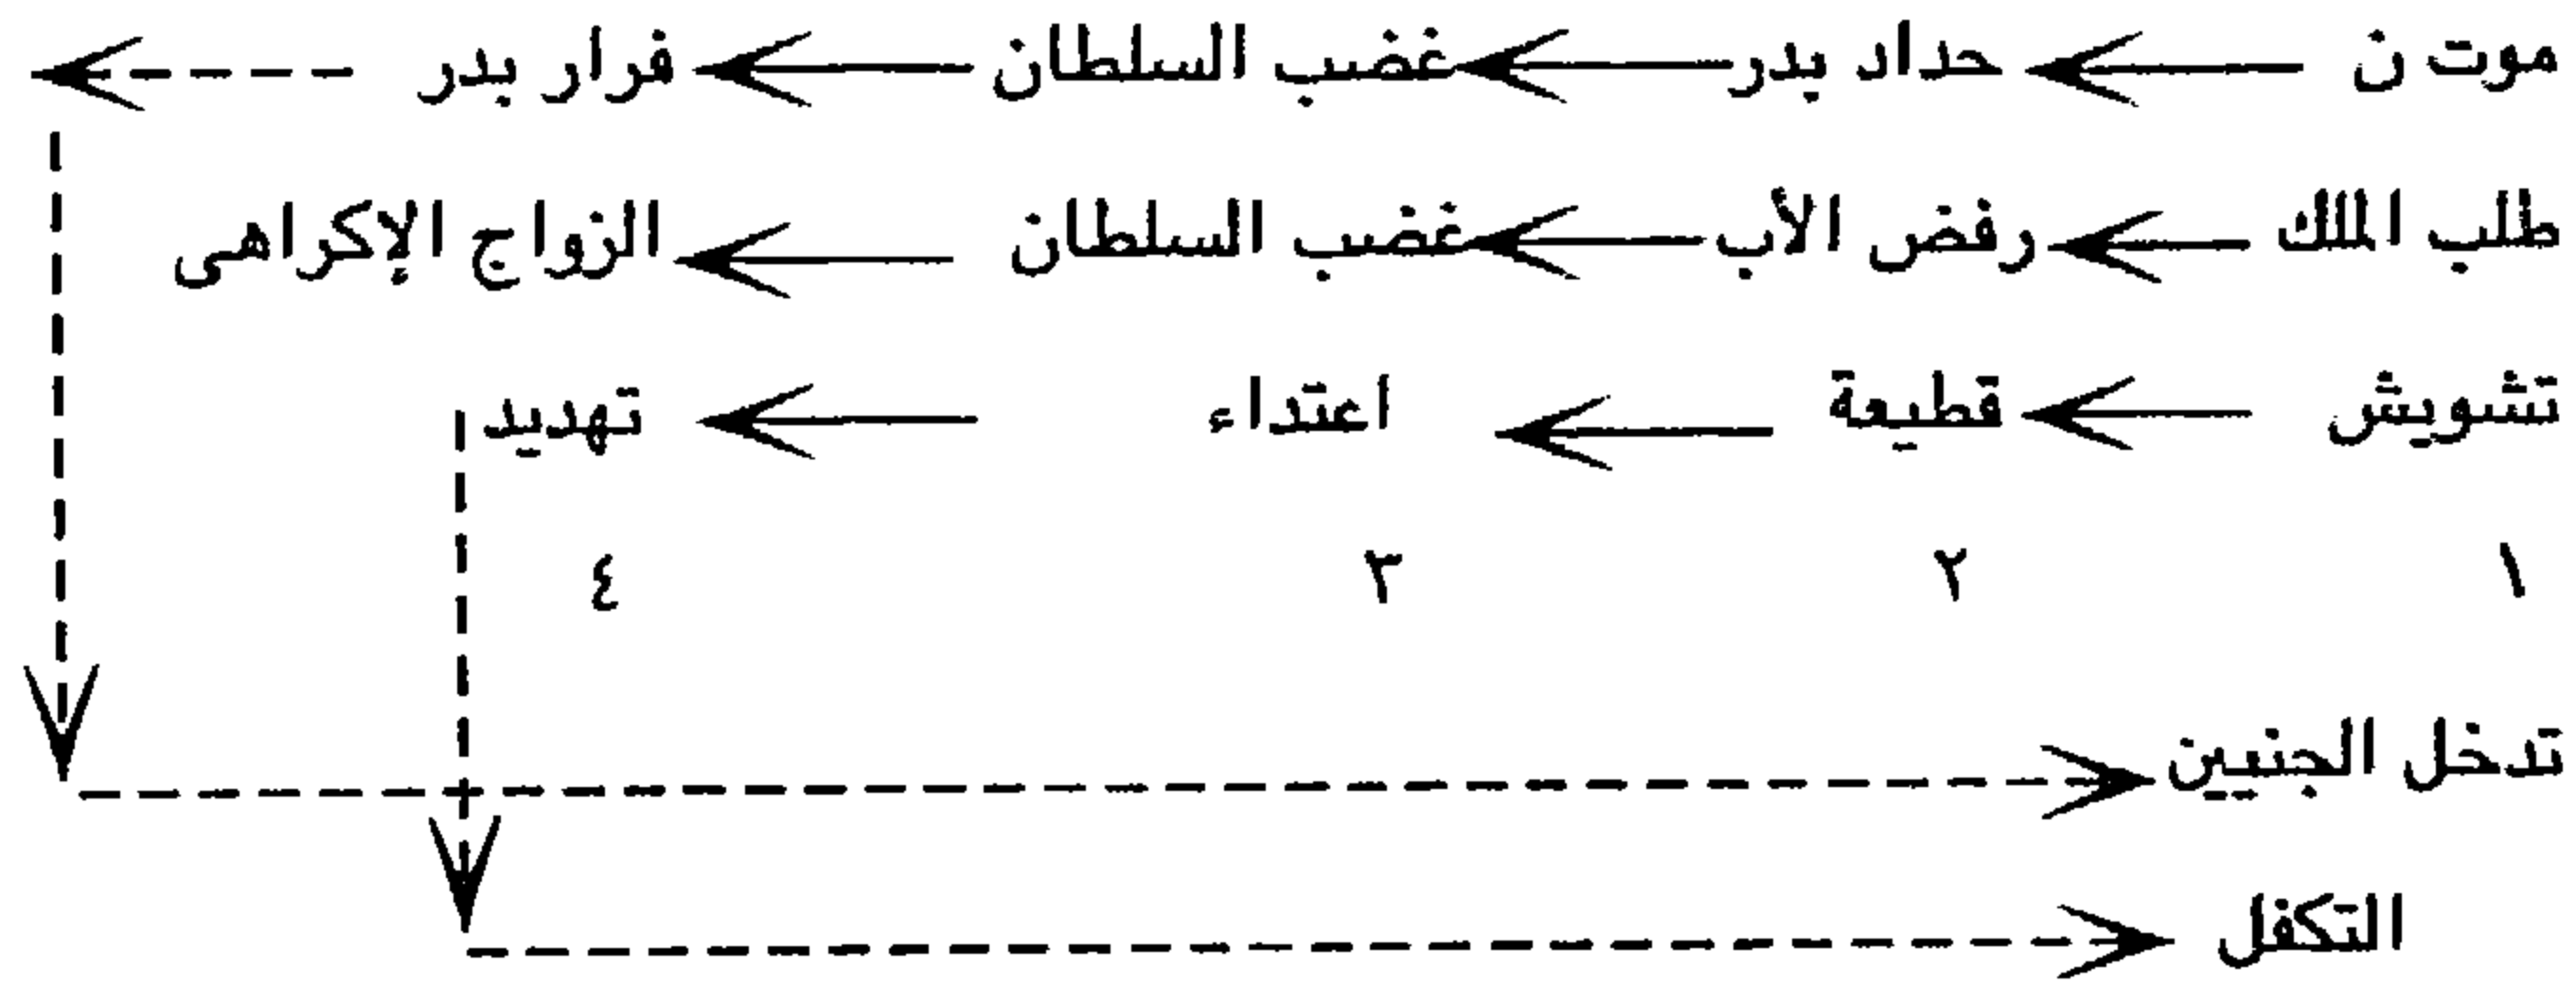 موت ن حداد بدر غضب السلطان فرار بدر
طلب الملك رفض الأب غضب السلطان الزواج الإكراهى
تشويش قطيعة اعتداء تهديد
١ ٢ ٣ ٤
تدخل الجنيين
التكفل